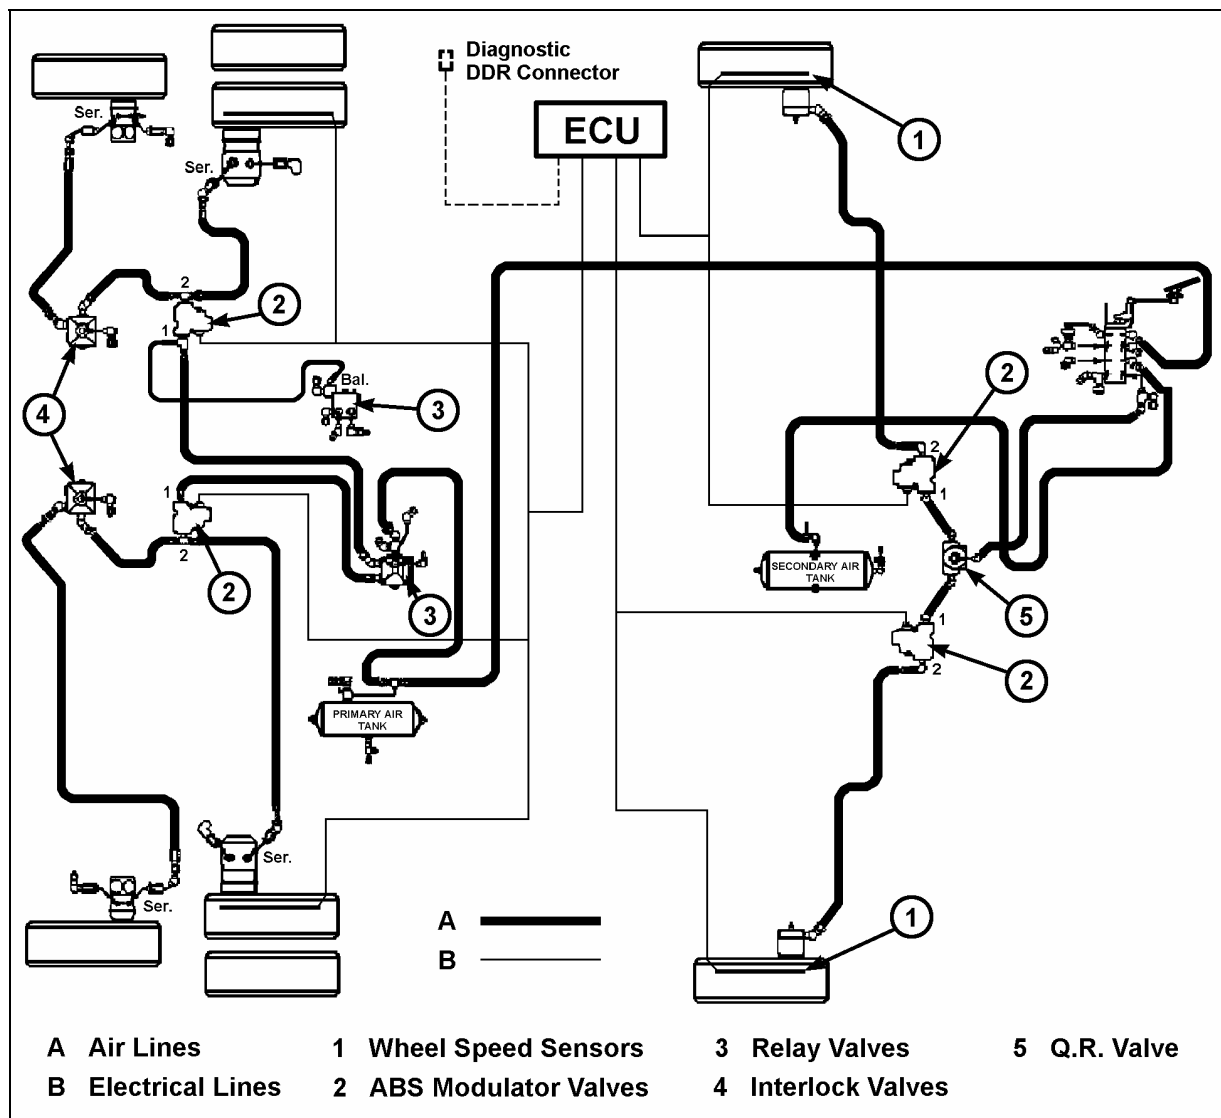 Diagnostic
DDR Connector
ECU
Ser.
Ser.
1
2
2
1
4
Bal.
3
2
2
1
1
2
2
3
SECONDARY AIR
TANK
5
1
2
2
PRIMARY AIR
TANK
Ser.
Ser.
A
B
1
A Air Lines
B Electrical Lines
1 Wheel Speed Sensors
2 ABS Modulator Valves
3 Relay Valves
4 Interlock Valves
5 Q.R. Valve